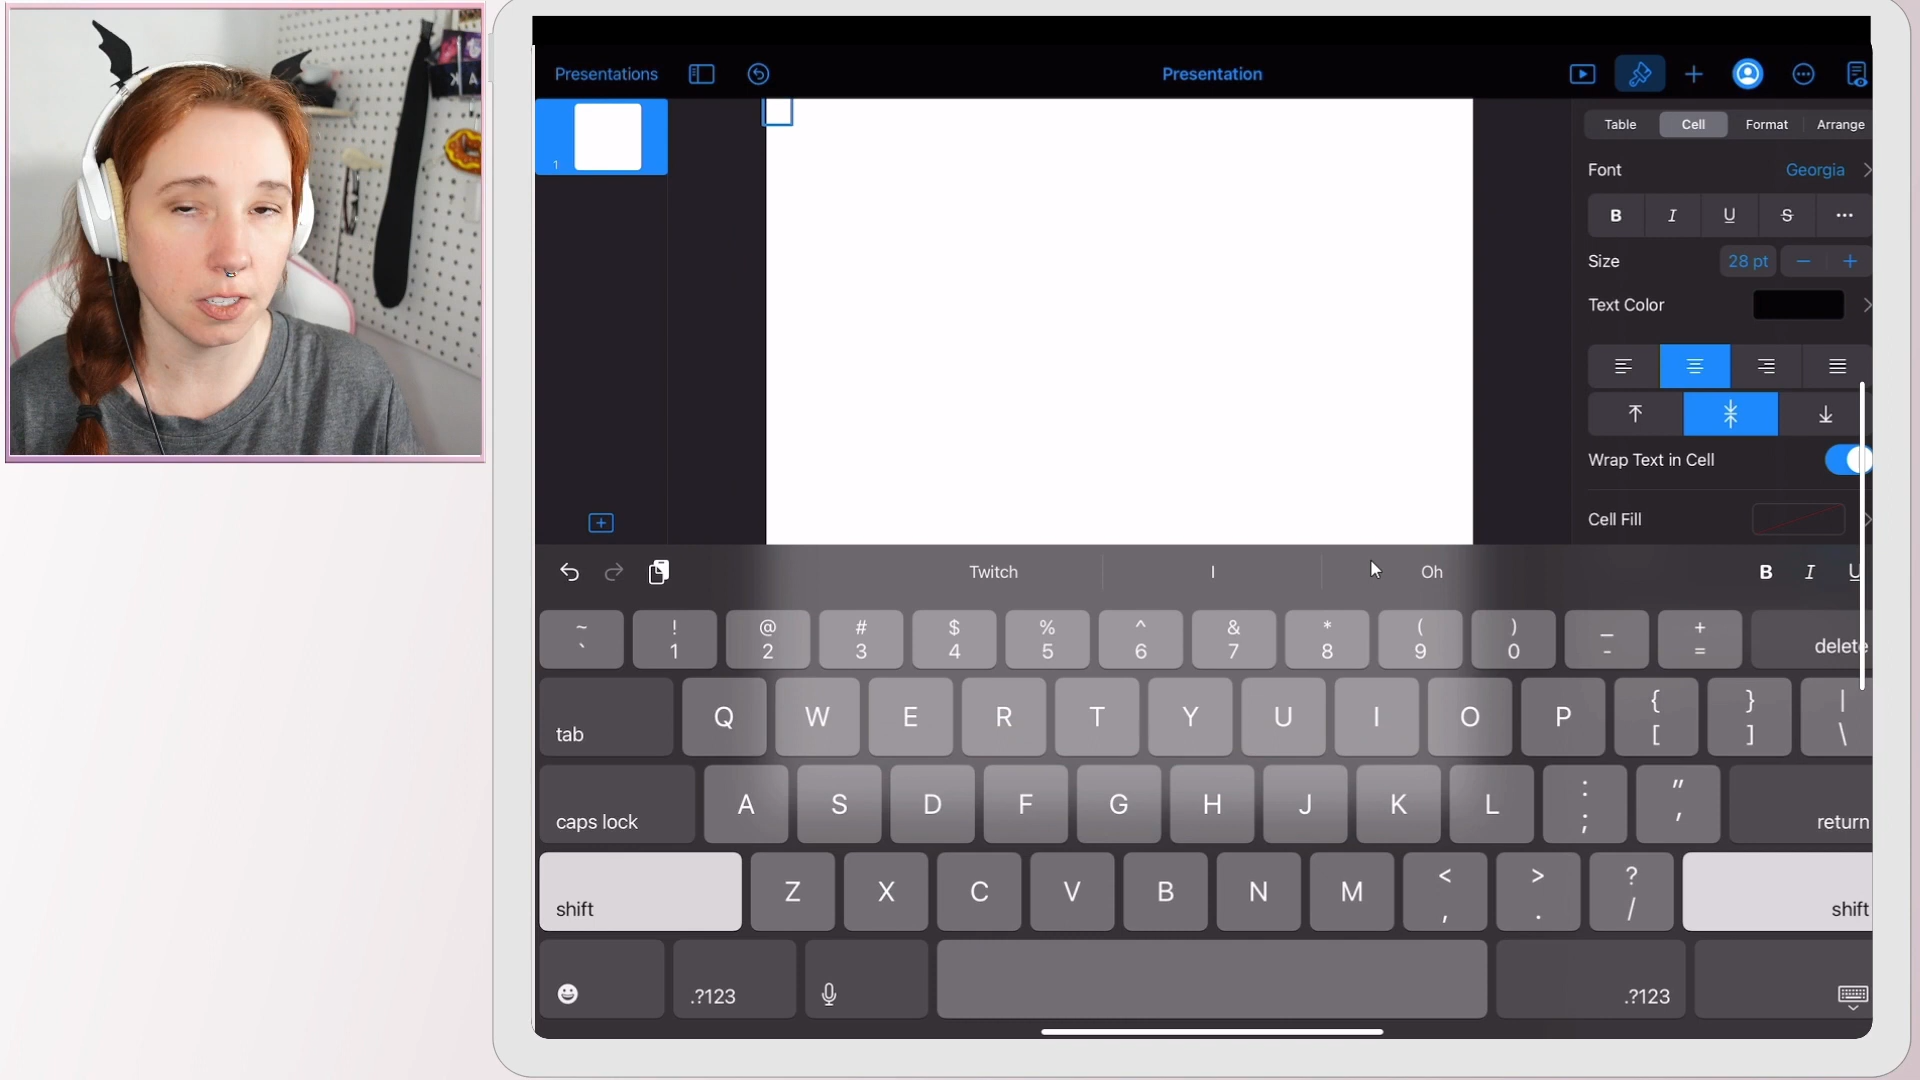 Presentations
Presentation
1
Table Cell Format Arrange
Font Georgia
B I U S ...
Size 28 pt − +
Text Color
Wrap Text in Cell
Cell Fill
Twitch I Oh B I U
~ ! @ # $ % ^ & * ( ) _ +
` 1 2 3 4 5 6 7 8 9 0 - = delete
tab Q W E R T Y U I O P { [ } ] | \
caps lock A S D F G H J K L : ; " ' return
shift Z X C V B N M < , > . ? / shift
.?123 .?123